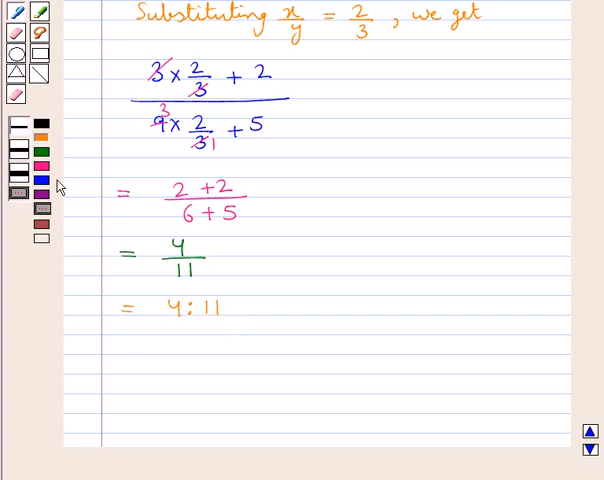 Substituting x/y = 2/3, we get
3 × 2/3 + 2
9 3 × 2/3 1 + 5
= 2 + 2 / 6 + 5
= 4/11
= 4 : 11